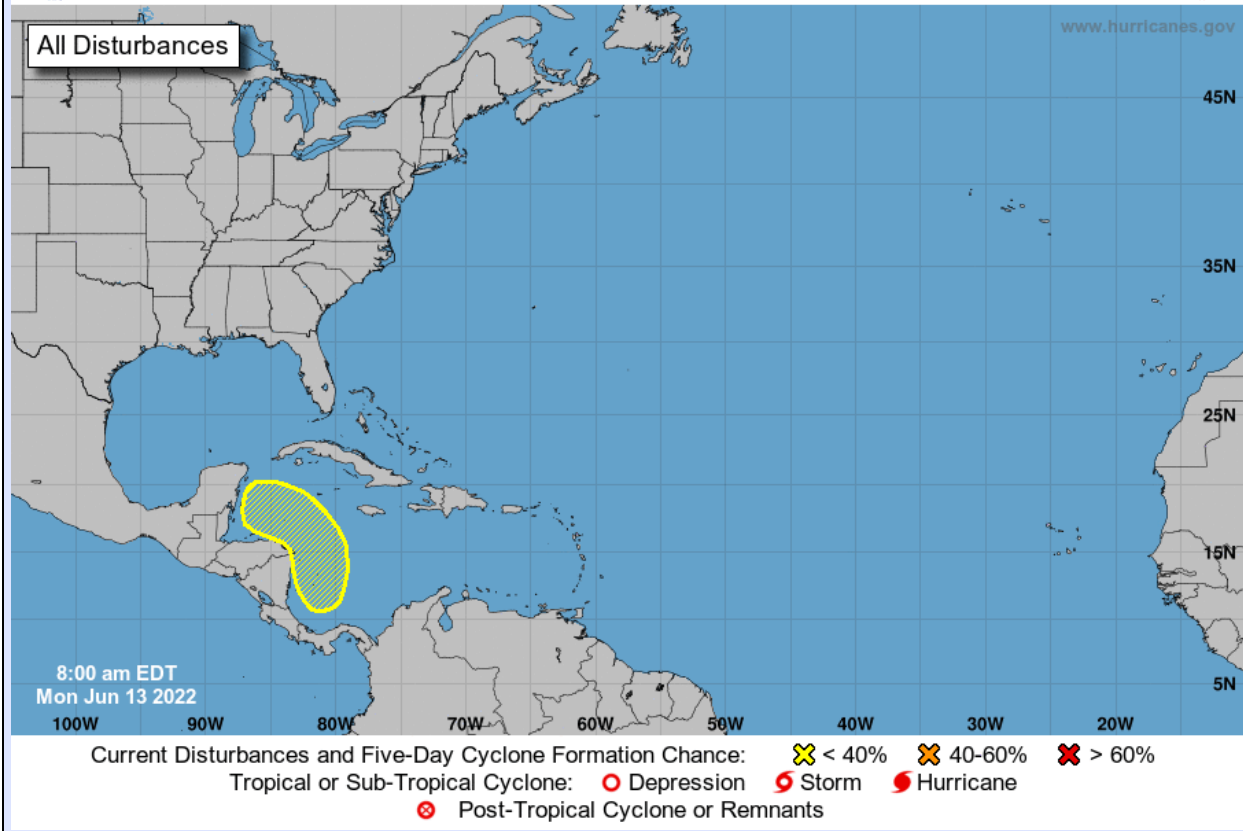 All Disturbances
www.hurricanes.gov
45N
35N
25N
15N
5N
8:00 am EDT
Mon Jun 13 2022
100W 90W 80W 70W 60W 50W 40W 30W 20W
Current Disturbances and Five-Day Cyclone Formation Chance: < 40% 40-60% > 60%
Tropical or Sub-Tropical Cyclone: Depression Storm Hurricane
Post-Tropical Cyclone or Remnants